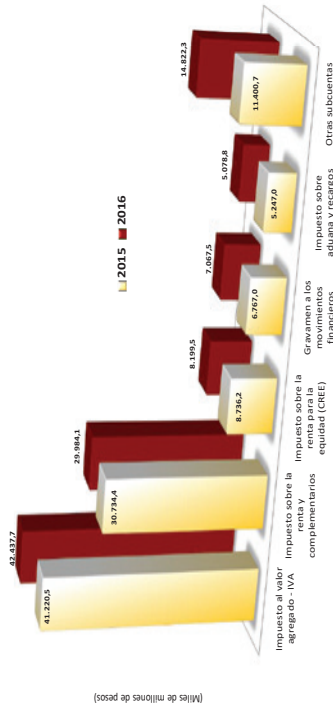 (Miles de millones de pesos)
2015 2016
42.437,7
41.220,5
29.984,1
30.734,4
8.199,5
8.736,2
7.067,5
6.767,0
5.078,8
5.247,0
14.822,3
11.400,7
Impuesto al valor
agregado - IVA
Impuesto sobre la
renta y
complementarios
Impuesto sobre la
renta para la
equidad (CREE)
Gravamen a los
movimientos
financieros
Impuesto sobre
aduana y recargos
Otras subcuentas